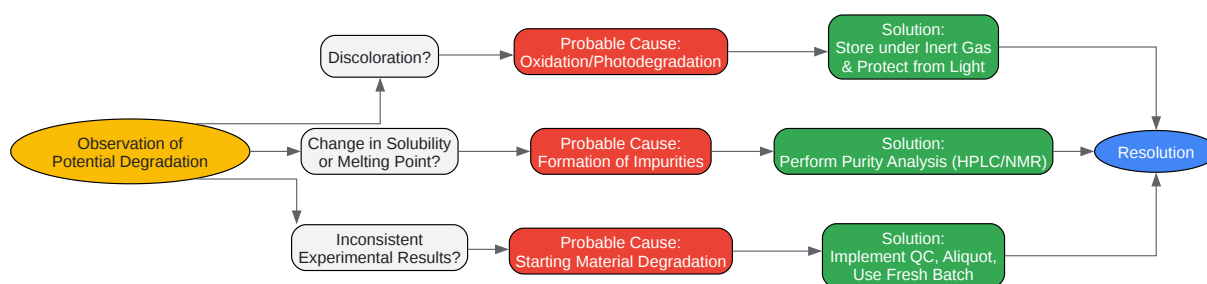 Observation of
Potential Degradation
Discoloration?
Probable Cause:
Oxidation/Photodegradation
Solution:
Store under Inert Gas
& Protect from Light
Change in Solubility
or Melting Point?
Probable Cause:
Formation of Impurities
Solution:
Perform Purity Analysis (HPLC/NMR)
Inconsistent
Experimental Results?
Probable Cause:
Starting Material Degradation
Solution:
Implement QC, Aliquot,
Use Fresh Batch
Resolution